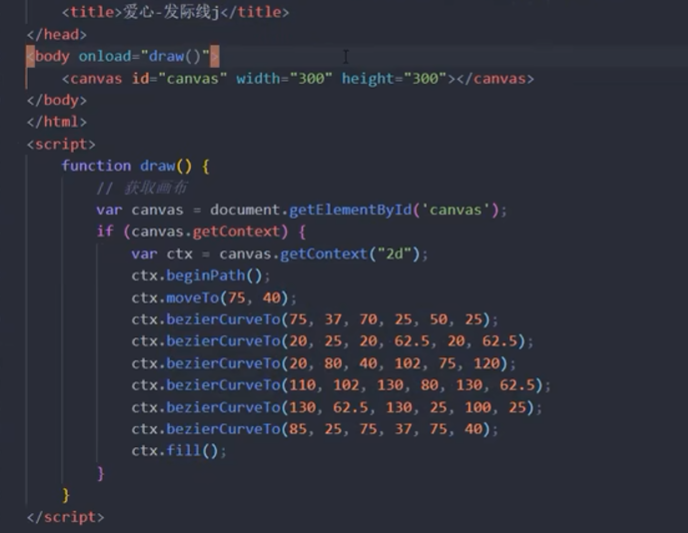 <title>爱心-发际线j</title>
</head>
<body onload="draw()">
<canvas id="canvas" width="300" height="300"></canvas>
</body>
</html>
<script>
function draw() {
// 获取画布
var canvas = document.getElementById('canvas');
if (canvas.getContext) {
var ctx = canvas.getContext("2d");
ctx.beginPath();
ctx.moveTo(75, 40);
ctx.bezierCurveTo(75, 37, 70, 25, 50, 25);
ctx.bezierCurveTo(20, 25, 20, 62.5, 20, 62.5);
ctx.bezierCurveTo(20, 80, 40, 102, 75, 120);
ctx.bezierCurveTo(110, 102, 130, 80, 130, 62.5);
ctx.bezierCurveTo(130, 62.5, 130, 25, 100, 25);
ctx.bezierCurveTo(85, 25, 75, 37, 75, 40);
ctx.fill();
}
}
</script>